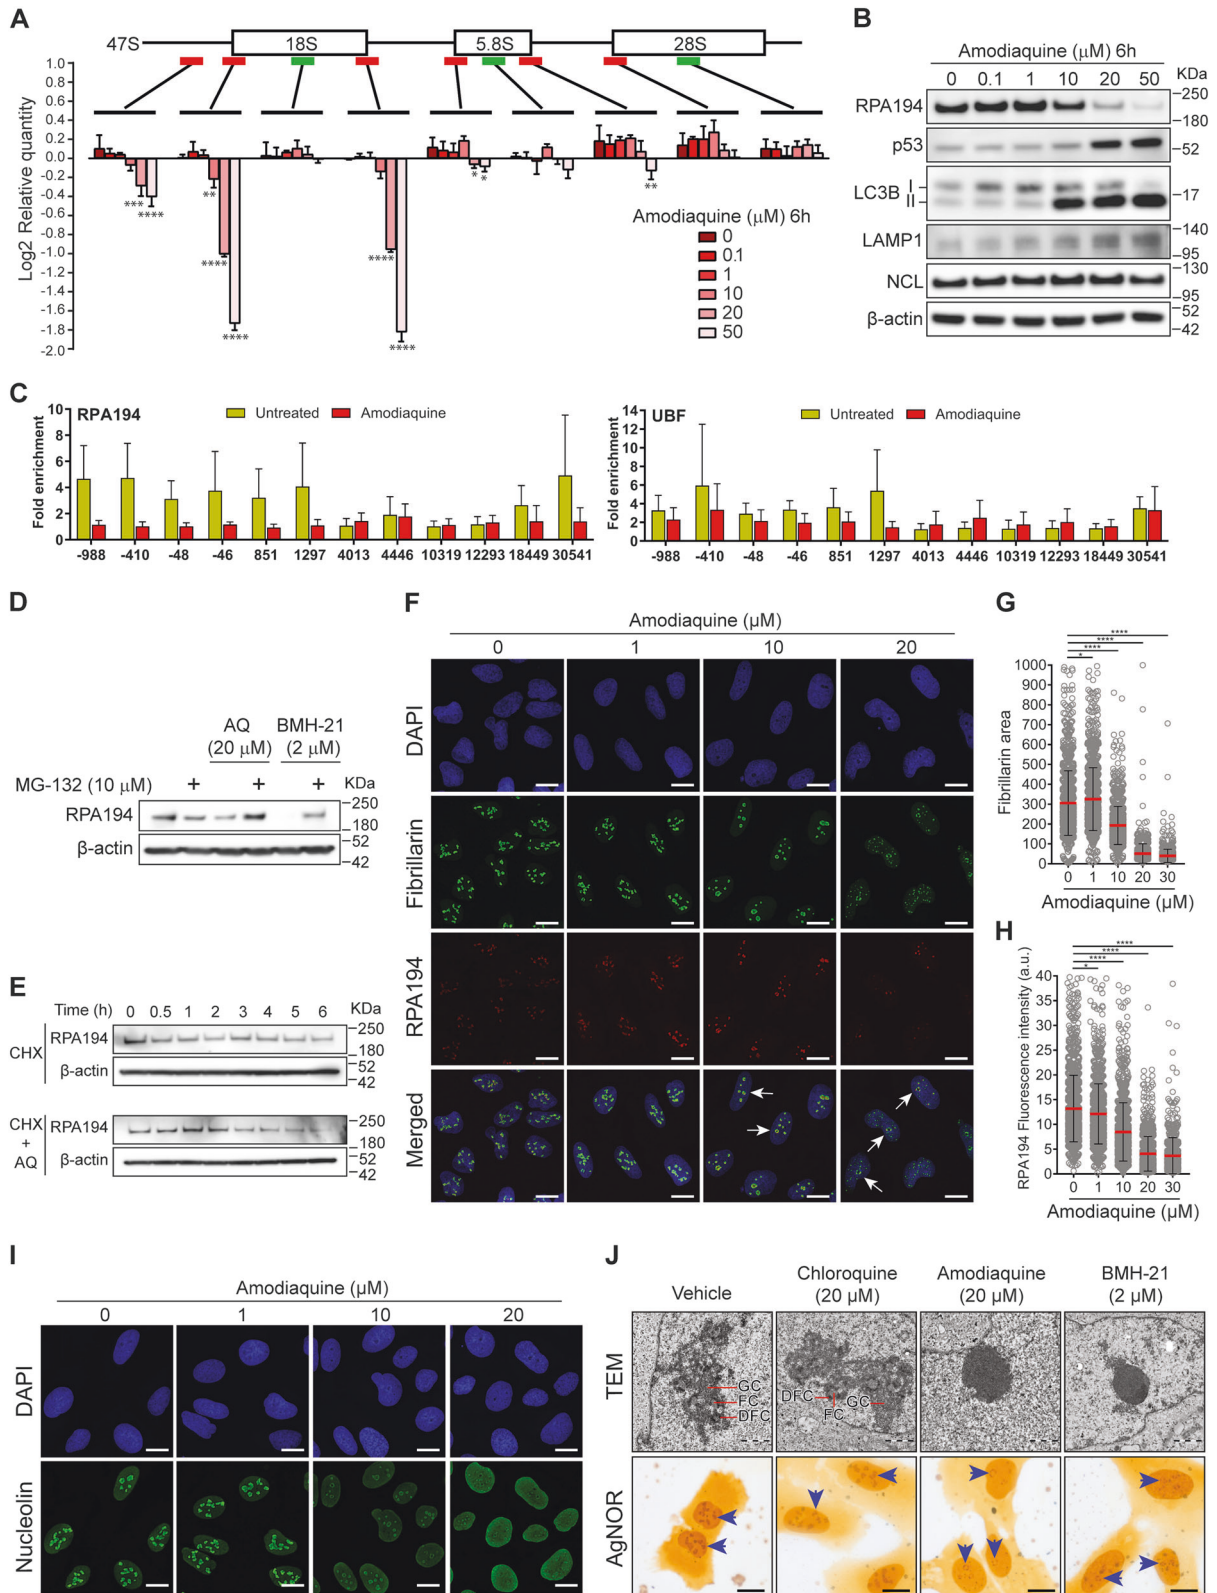 A
47S
18S
5.8S
28S
Log2 Relative quantity
1.0
0.8
0.6
0.4
0.2
0.0
-0.2
-0.4
-0.6
-0.8
-1.0
-1.2
-1.4
-1.6
-1.8
-2.0
*** **** ** **** **** **** **** * * **
Amodiaquine (μM) 6h
0
0.1
1
10
20
50
B
Amodiaquine (μM) 6h
0 0.1 1 10 20 50 KDa
RPA194 250 180
p53 52
LC3B I II 17
LAMP1 140 95
NCL 130 95
β-actin 52 42
C
RPA194
Untreated Amodiaquine
Fold enrichment
10
8
6
4
2
0
-988 -410 -48 -46 851 1297 4013 4446 10319 12293 18449 30541
UBF
Untreated Amodiaquine
Fold enrichment
14
12
10
8
6
4
2
0
-988 -410 -48 -46 851 1297 4013 4446 10319 12293 18449 30541
D
AQ BMH-21
(20 μM) (2 μM)
MG-132 (10 μM) + + + KDa
RPA194 250 180
β-actin 52 42
E
Time (h) 0 0.5 1 2 3 4 5 6 KDa
CHX
RPA194 250 180
β-actin 52 42
CHX
+
AQ
RPA194 250 180
β-actin 52 42
F
Amodiaquine (μM)
0 1 10 20
DAPI
Fibrillarin
RPA194
Merged
G
****
****
****
*
Fibrillarin area
1000
900
800
700
600
500
400
300
200
100
0
0 1 10 20 30
Amodiaquine (μM)
H
****
****
****
*
RPA194 Fluorescence intensity (a.u.)
40
35
30
25
20
15
10
5
0
0 1 10 20 30
Amodiaquine (μM)
I
Amodiaquine (μM)
0 1 10 20
DAPI
Nucleolin
J
Vehicle
Chloroquine
(20 μM)
Amodiaquine
(20 μM)
BMH-21
(2 μM)
TEM
GC
FC
DFC
DFC
FC
GC
AgNOR